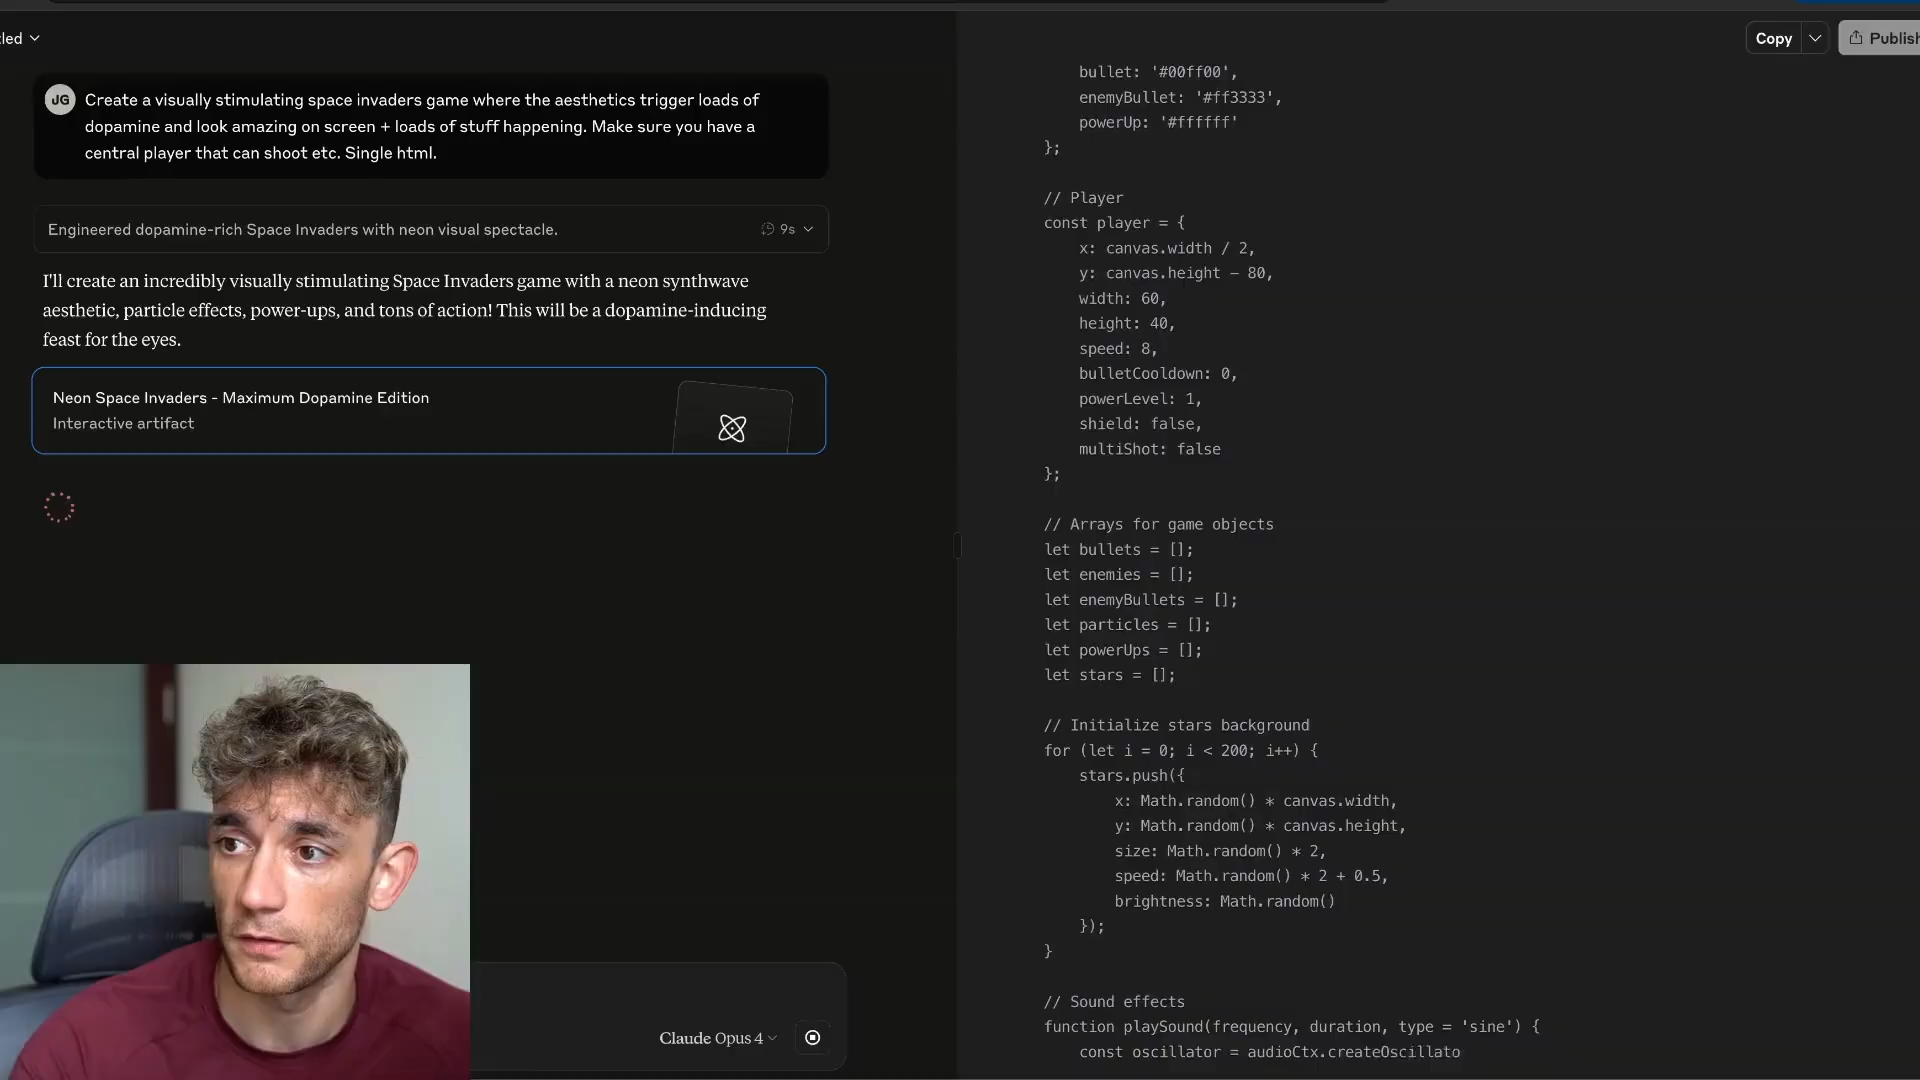 Copy
Publish
JG
Create a visually stimulating space invaders game where the aesthetics trigger loads of
dopamine and look amazing on screen + loads of stuff happening. Make sure you have a
central player that can shoot etc. Single html.
Engineered dopamine-rich Space Invaders with neon visual spectacle.
9s
I'll create an incredibly visually stimulating Space Invaders game with a neon synthwave
aesthetic, particle effects, power-ups, and tons of action! This will be a dopamine-inducing
feast for the eyes.
Neon Space Invaders - Maximum Dopamine Edition
Interactive artifact
Claude Opus 4
bullet: '#00ff00',
enemyBullet: '#ff3333',
powerUp: '#ffffff'
};
// Player
const player = {
x: canvas.width / 2,
y: canvas.height - 80,
width: 60,
height: 40,
speed: 8,
bulletCooldown: 0,
powerLevel: 1,
shield: false,
multiShot: false
};
// Arrays for game objects
let bullets = [];
let enemies = [];
let enemyBullets = [];
let particles = [];
let powerUps = [];
let stars = [];
// Initialize stars background
for (let i = 0; i < 200; i++) {
stars.push({
x: Math.random() * canvas.width,
y: Math.random() * canvas.height,
size: Math.random() * 2,
speed: Math.random() * 2 + 0.5,
brightness: Math.random()
});
}
// Sound effects
function playSound(frequency, duration, type = 'sine') {
const oscillator = audioCtx.createOscillato